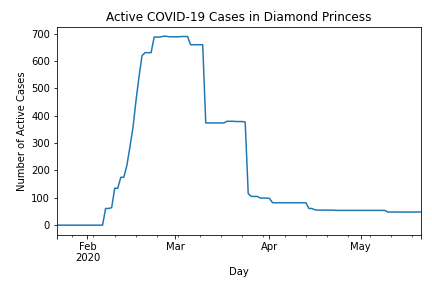 Active COVID-19 Cases in Diamond Princess
700
600
500
400
300
200
100
0
Number of Active Cases
Feb
2020
Mar
Apr
May
Day